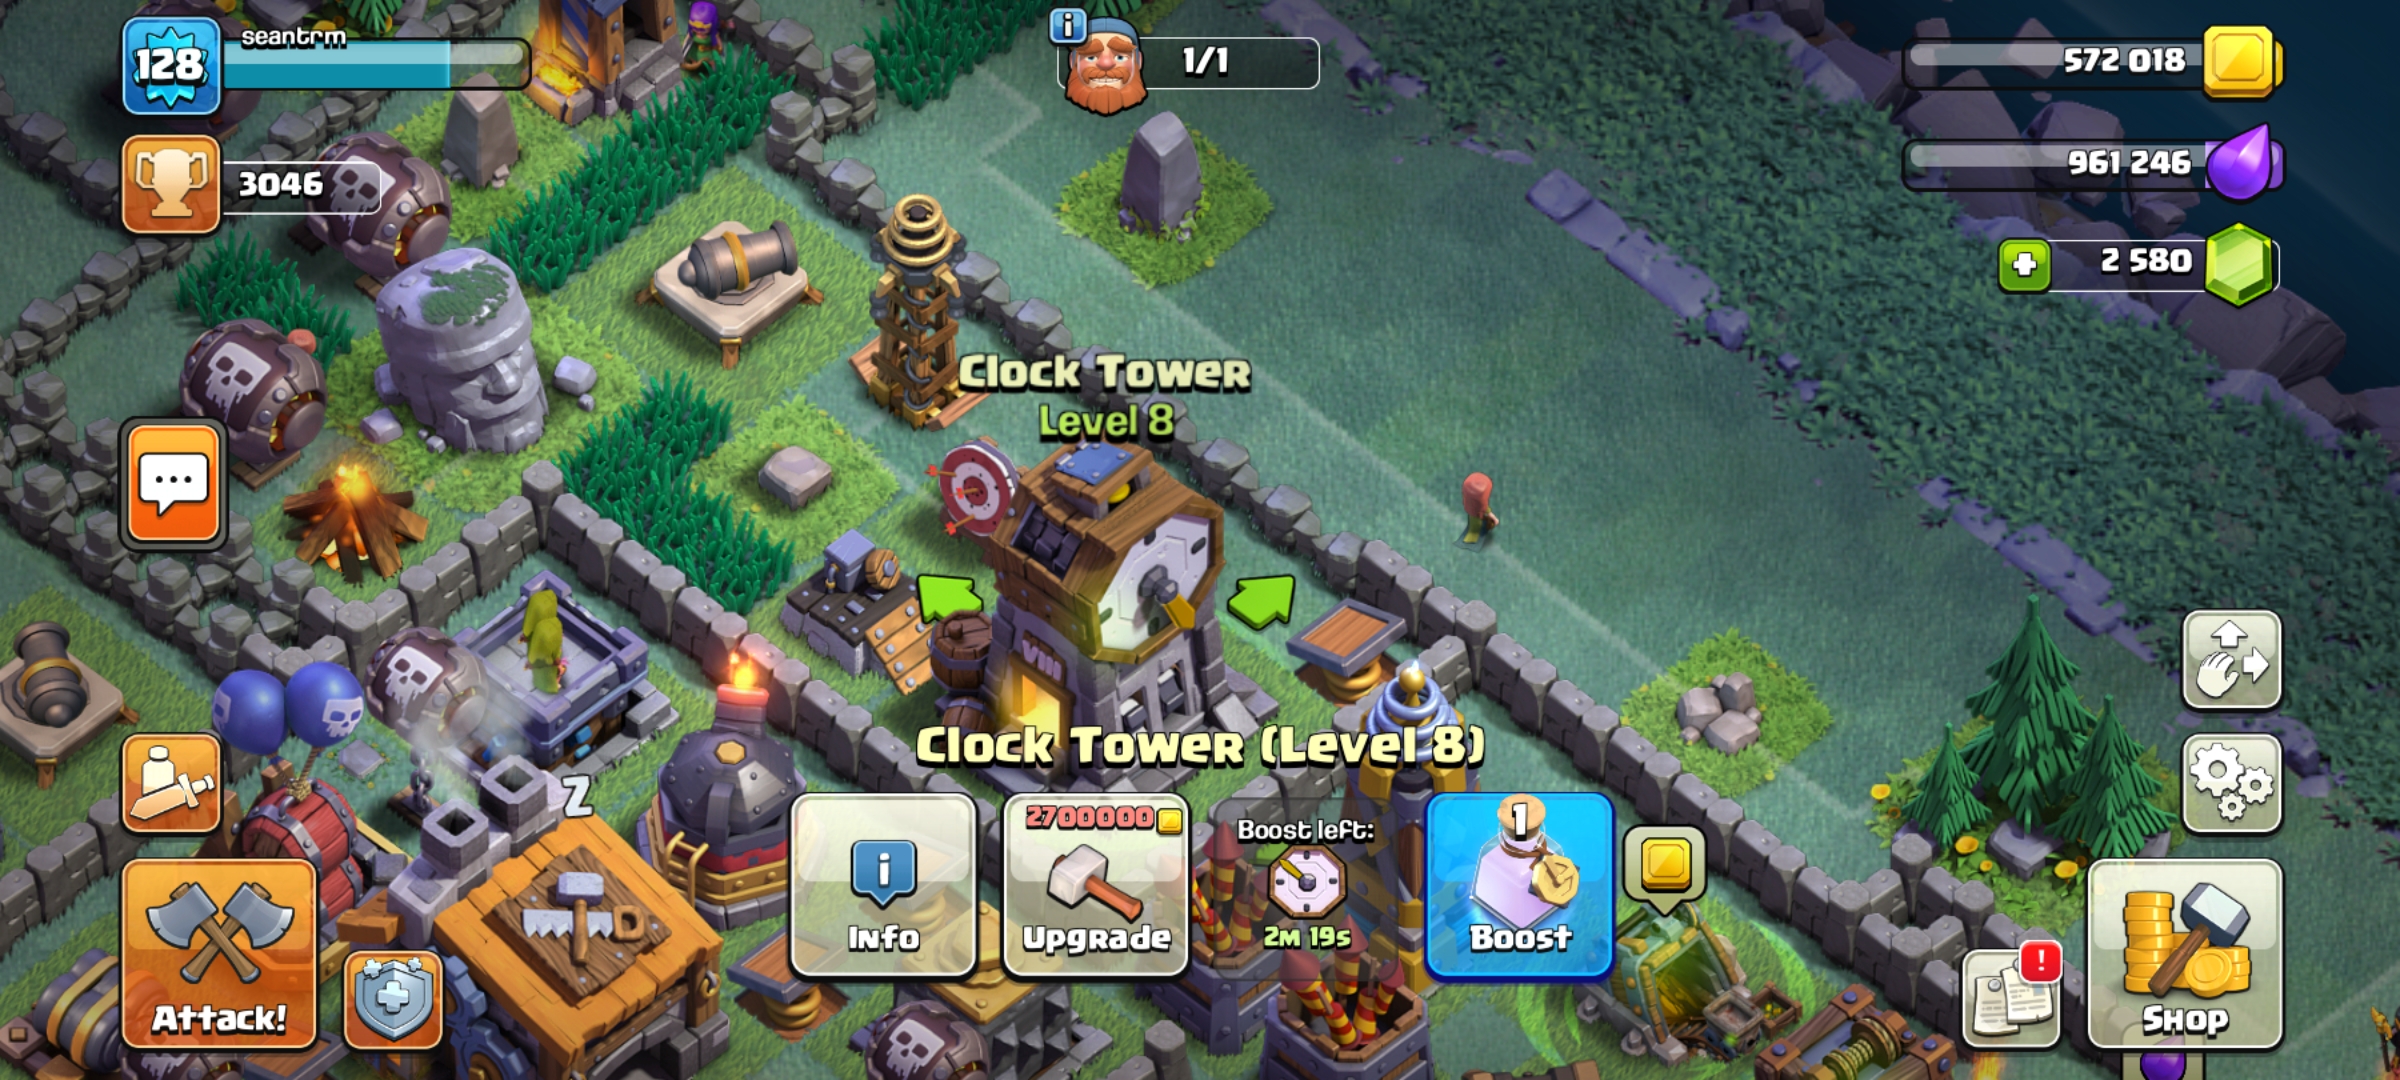 128
seantrm
1/1
572 018
3046
961 246
2 580
Clock Tower
Level 8
VIII
Clock Tower (Level 8)
Z
Info
2700000
Upgrade
Boost left:
2m 19s
1
Boost
Attack!
!
Shop